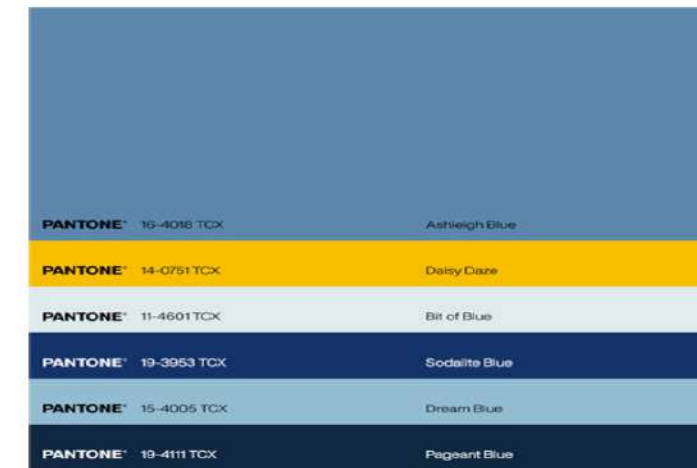 PANTONE® 16-4018 TCX Ashleigh Blue
PANTONE® 14-0751 TCX Daisy Daze
PANTONE® 11-4601 TCX Bit of Blue
PANTONE® 19-3953 TCX Sodalite Blue
PANTONE® 15-4005 TCX Dream Blue
PANTONE® 19-4111 TCX Pageant Blue